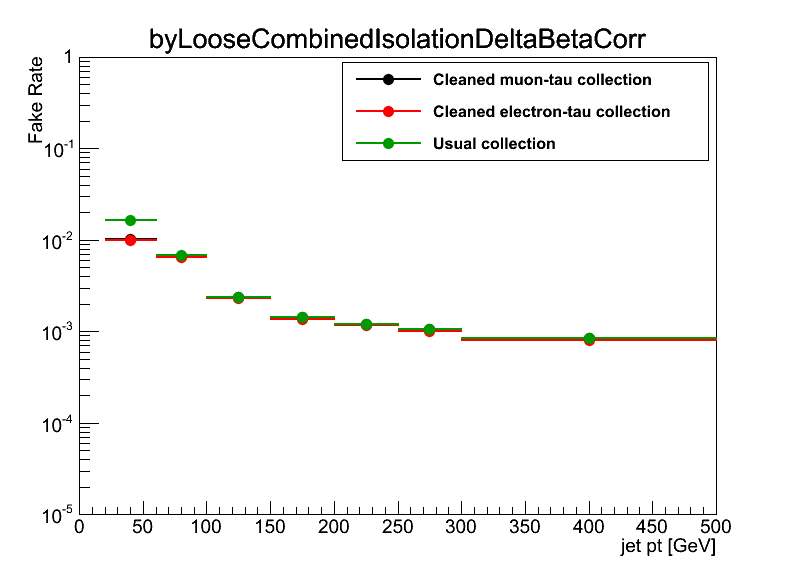 byLooseCombinedIsolationDeltaBetaCorr
Fake Rate
Cleaned muon-tau collection
Cleaned electron-tau collection
Usual collection
1
10^-1
10^-2
10^-3
10^-4
10^-5
0 50 100 150 200 250 300 350 400 450 500
jet pt [GeV]